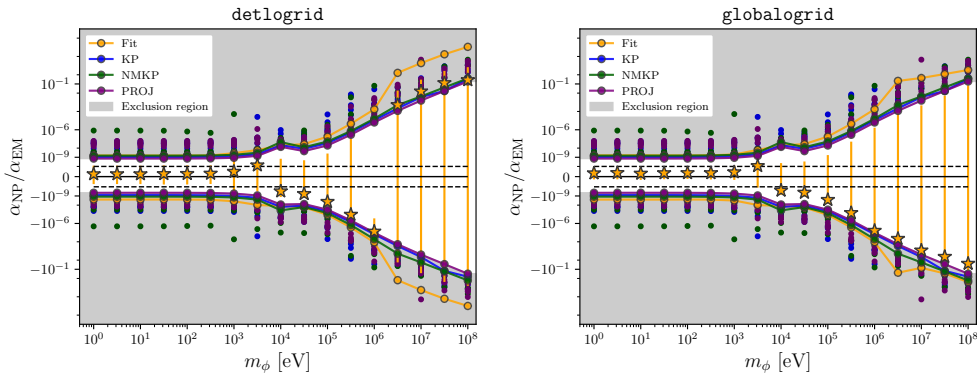 detlogrid
globalogrid
α_NP/α_EM
10^-1
10^-6
10^-9
0
-10^-9
-10^-6
-10^-1
Fit
KP
NMKP
PROJ
Exclusion region
10^0 10^1 10^2 10^3 10^4 10^5 10^6 10^7 10^8
m_ϕ [eV]
α_NP/α_EM
10^-1
10^-6
10^-9
0
-10^-9
-10^-6
-10^-1
Fit
KP
NMKP
PROJ
Exclusion region
10^0 10^1 10^2 10^3 10^4 10^5 10^6 10^7 10^8
m_ϕ [eV]